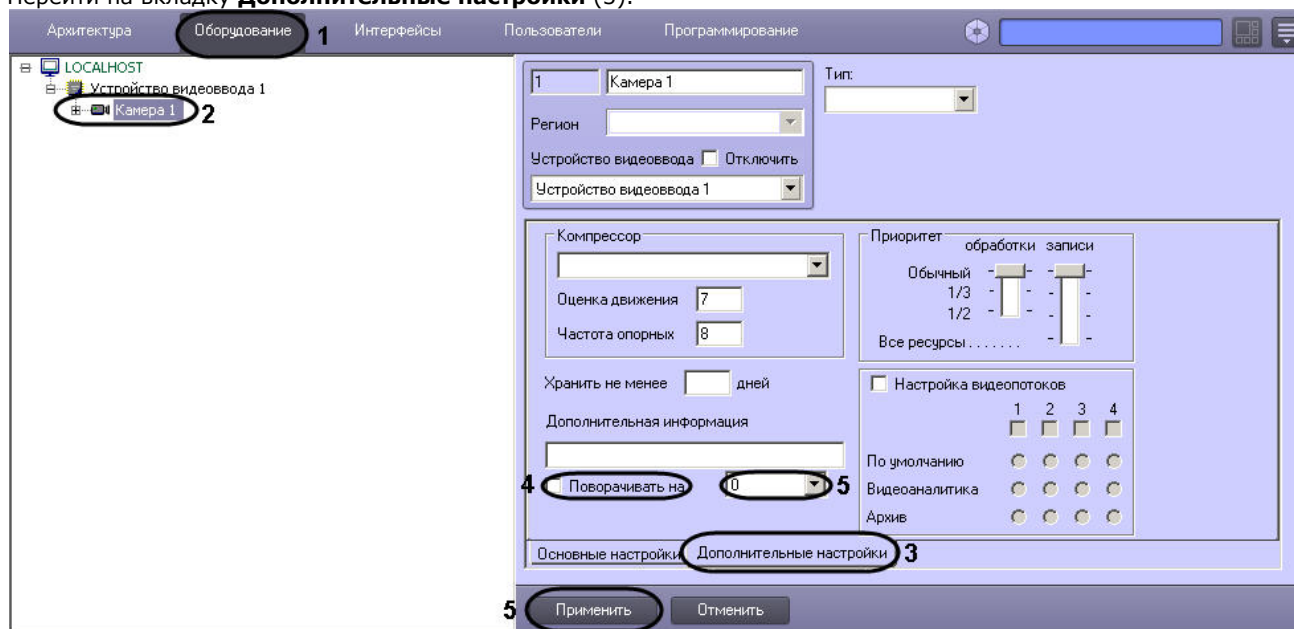 перейти на вкладку Дополнительные настройки (3).
Архитектура Оборудование 1 Интерфейсы Пользователи Программирование
LOCALHOST
Устройство видеоввода 1
Камера 1 2
1 Камера 1 Тип:
Регион
Устройство видеоввода Отключить
Устройство видеоввода 1
Компрессор
Оценка движения 7
Частота опорных 8
Хранить не менее дней
Дополнительная информация
4 Поворачивать на 0 5
Приоритет обработки записи
Обычный
1/3
1/2
Все ресурсы.......
Настройка видеопотоков
1 2 3 4
По умолчанию
Видеоаналитика
Архив
Основные настройки Дополнительные настройки 3
5 Применить Отменить